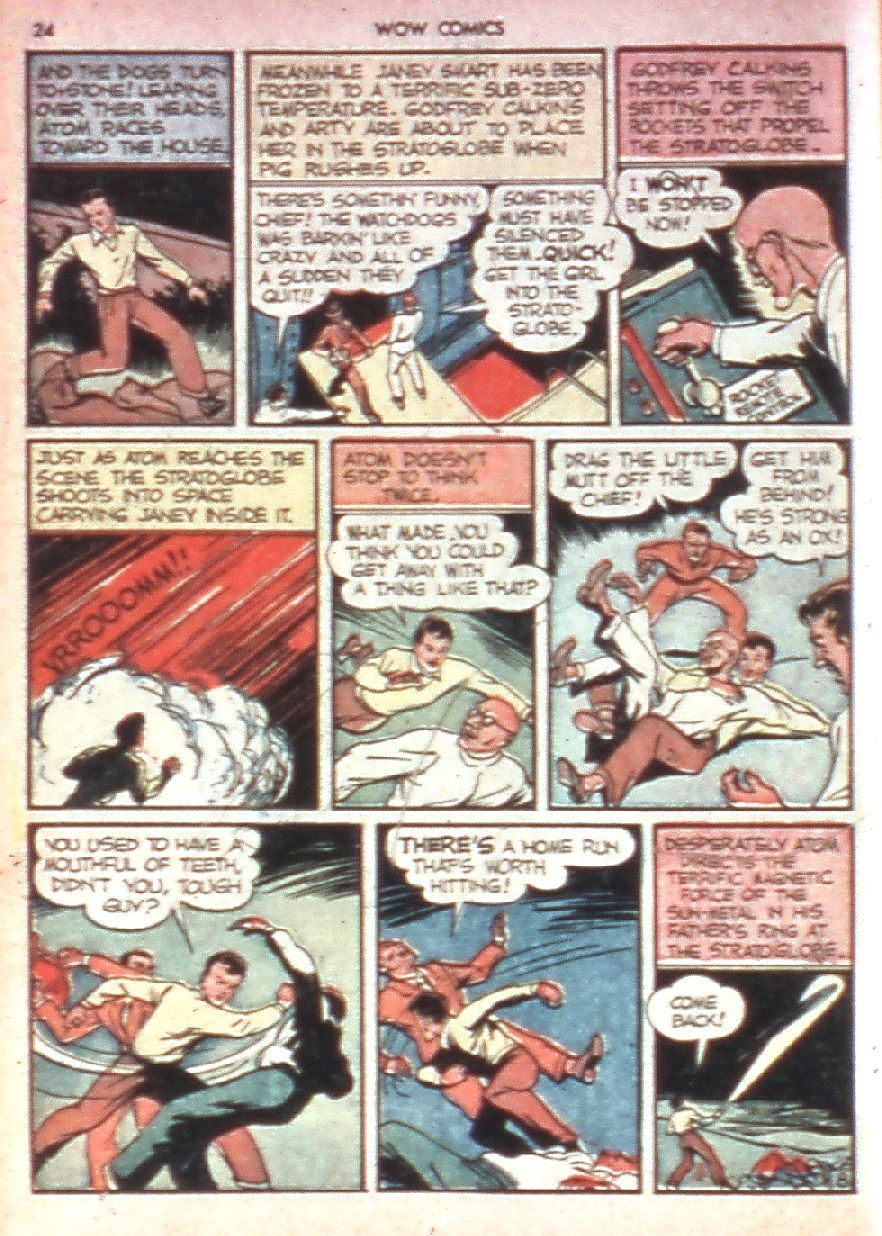 24
WOW COMICS
AND THE DOGS TURN
TO STONE! LEAPING
OVER THEIR HEADS,
ATOM RACES
TOWARD THE HOUSE.
MEANWHILE JANEY SMART HAS BEEN
FROZEN TO A TERRIFIC SUB-ZERO
TEMPERATURE. GODFREY CALKINS
AND ARTY ARE ABOUT TO PLACE
HER IN THE STRATOGLOBE WHEN
PIG RUSHES UP.
THERE'S SOMETHIN' FUNNY,
CHIEF! THE WATCHDOGS
WAS BARKIN' LIKE
CRAZY AND ALL OF
A SUDDEN THEY
QUIT!!
SOMETHING
MUST HAVE
SILENCED
THEM. QUICK!
GET THE GIRL
INTO THE
STRATO-
GLOBE.
GODFREY CALKINS
THROWS THE SWITCH
SETTING OFF THE
ROCKETS THAT PROPEL
THE STRATOGLOBE.
I WON'T
BE STOPPED
NOW!
ROCKET
REMOTE
CONTROL
JUST AS ATOM REACHES THE
SCENE THE STRATOGLOBE
SHOOTS INTO SPACE
CARRYING JANEY INSIDE IT.
YRROOOMM!!
ATOM DOESN'T
STOP TO THINK
TWICE.
WHAT MADE YOU
THINK YOU COULD
GET AWAY WITH
A THING LIKE THAT?
DRAG THE LITTLE
MUTT OFF THE
CHIEF!
GET HIM
FROM
BEHIND!
HE'S STRONG
AS AN OX!
YOU USED TO HAVE A
MOUTHFUL OF TEETH,
DIDN'T YOU, TOUGH
GUY?
THERE'S A HOME RUN
THAT'S WORTH
HITTING!
DESPERATELY ATOM
DIRECTS THE
TERRIFIC MAGNETIC
FORCE OF THE
SUN-METAL IN HIS
FATHER'S RING AT
THE STRATOGLOBE
COME
BACK!